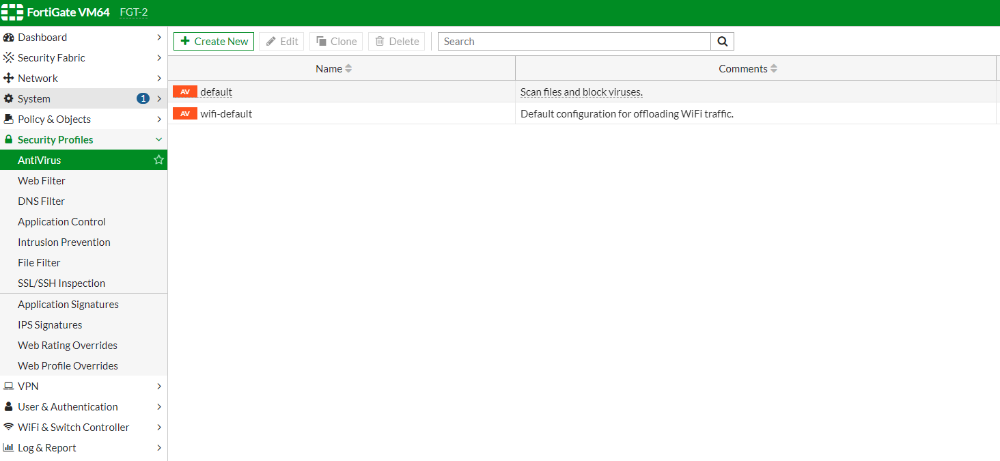 FortiGate VM64 FGT-2
Dashboard
Security Fabric
Network
System 1
Policy & Objects
Security Profiles
AntiVirus
Web Filter
DNS Filter
Application Control
Intrusion Prevention
File Filter
SSL/SSH Inspection
Application Signatures
IPS Signatures
Web Rating Overrides
Web Profile Overrides
VPN
User & Authentication
WiFi & Switch Controller
Log & Report
Create New Edit Clone Delete Search
Name Comments
AV default Scan files and block viruses.
AV wifi-default Default configuration for offloading WiFi traffic.